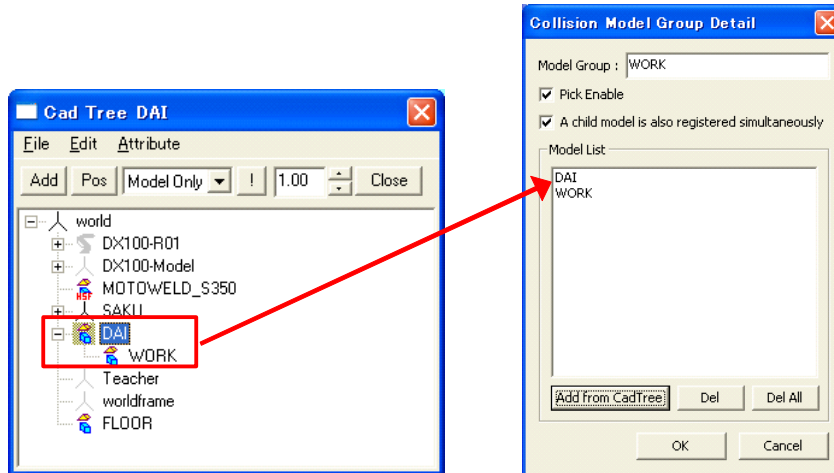 Cad Tree DAI
File Edit Attribute
Add Pos Model Only ! 1.00 Close
world
DX100-R01
DX100-Model
HSF MOTOWELD_S350
SAKU
DAI
WORK
Teacher
worldframe
FLOOR
Collision Model Group Detail
Model Group : WORK
Pick Enable
A child model is also registered simultaneously
Model List
DAI
WORK
Add from CadTree Del Del All
OK Cancel